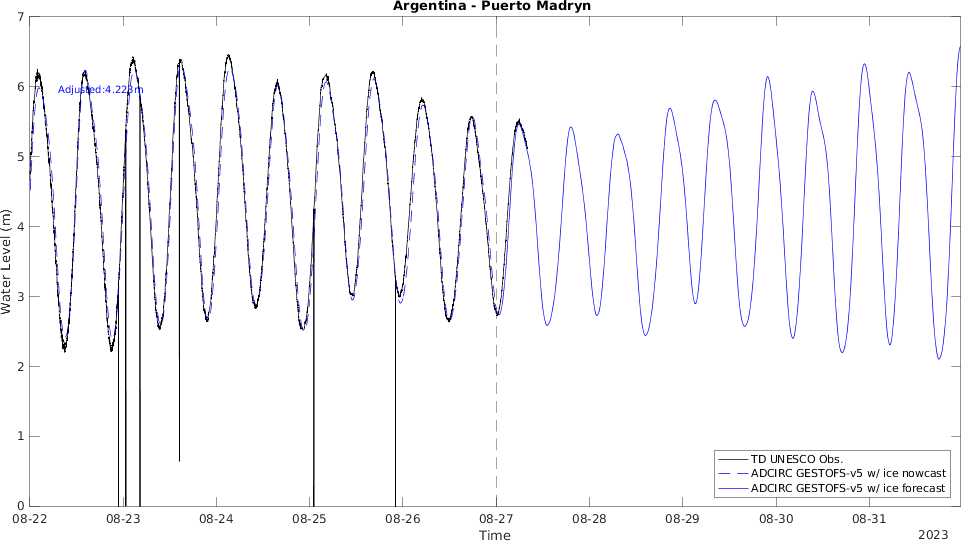 Argentina - Puerto Madryn
7
6
5
4
3
2
1
0
Water Level (m)
Adjusted:4.223m
TD UNESCO Obs.
ADCIRC GESTOFS-v5 w/ ice nowcast
ADCIRC GESTOFS-v5 w/ ice forecast
08-22 08-23 08-24 08-25 08-26 08-27 08-28 08-29 08-30 08-31
Time
2023